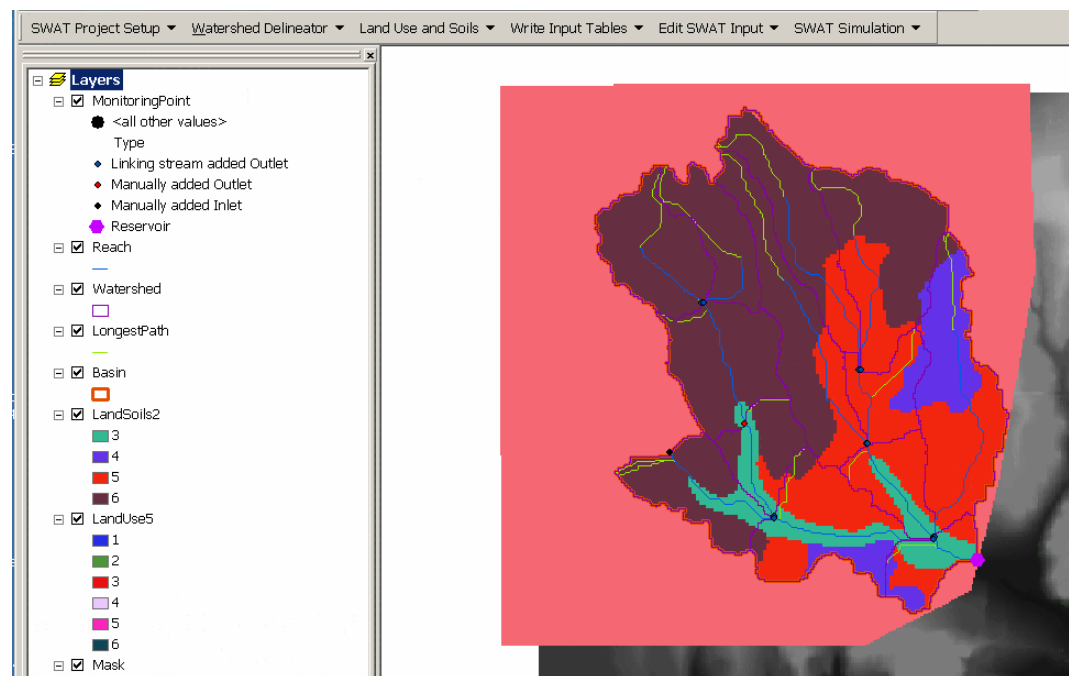 SWAT Project Setup Watershed Delineator Land Use and Soils Write Input Tables Edit SWAT Input SWAT Simulation
Layers
MonitoringPoint
<all other values>
Type
Linking stream added Outlet
Manually added Outlet
Manually added Inlet
Reservoir
Reach
Watershed
LongestPath
Basin
LandSoils2
3
4
5
6
LandUse5
1
2
3
4
5
6
Mask